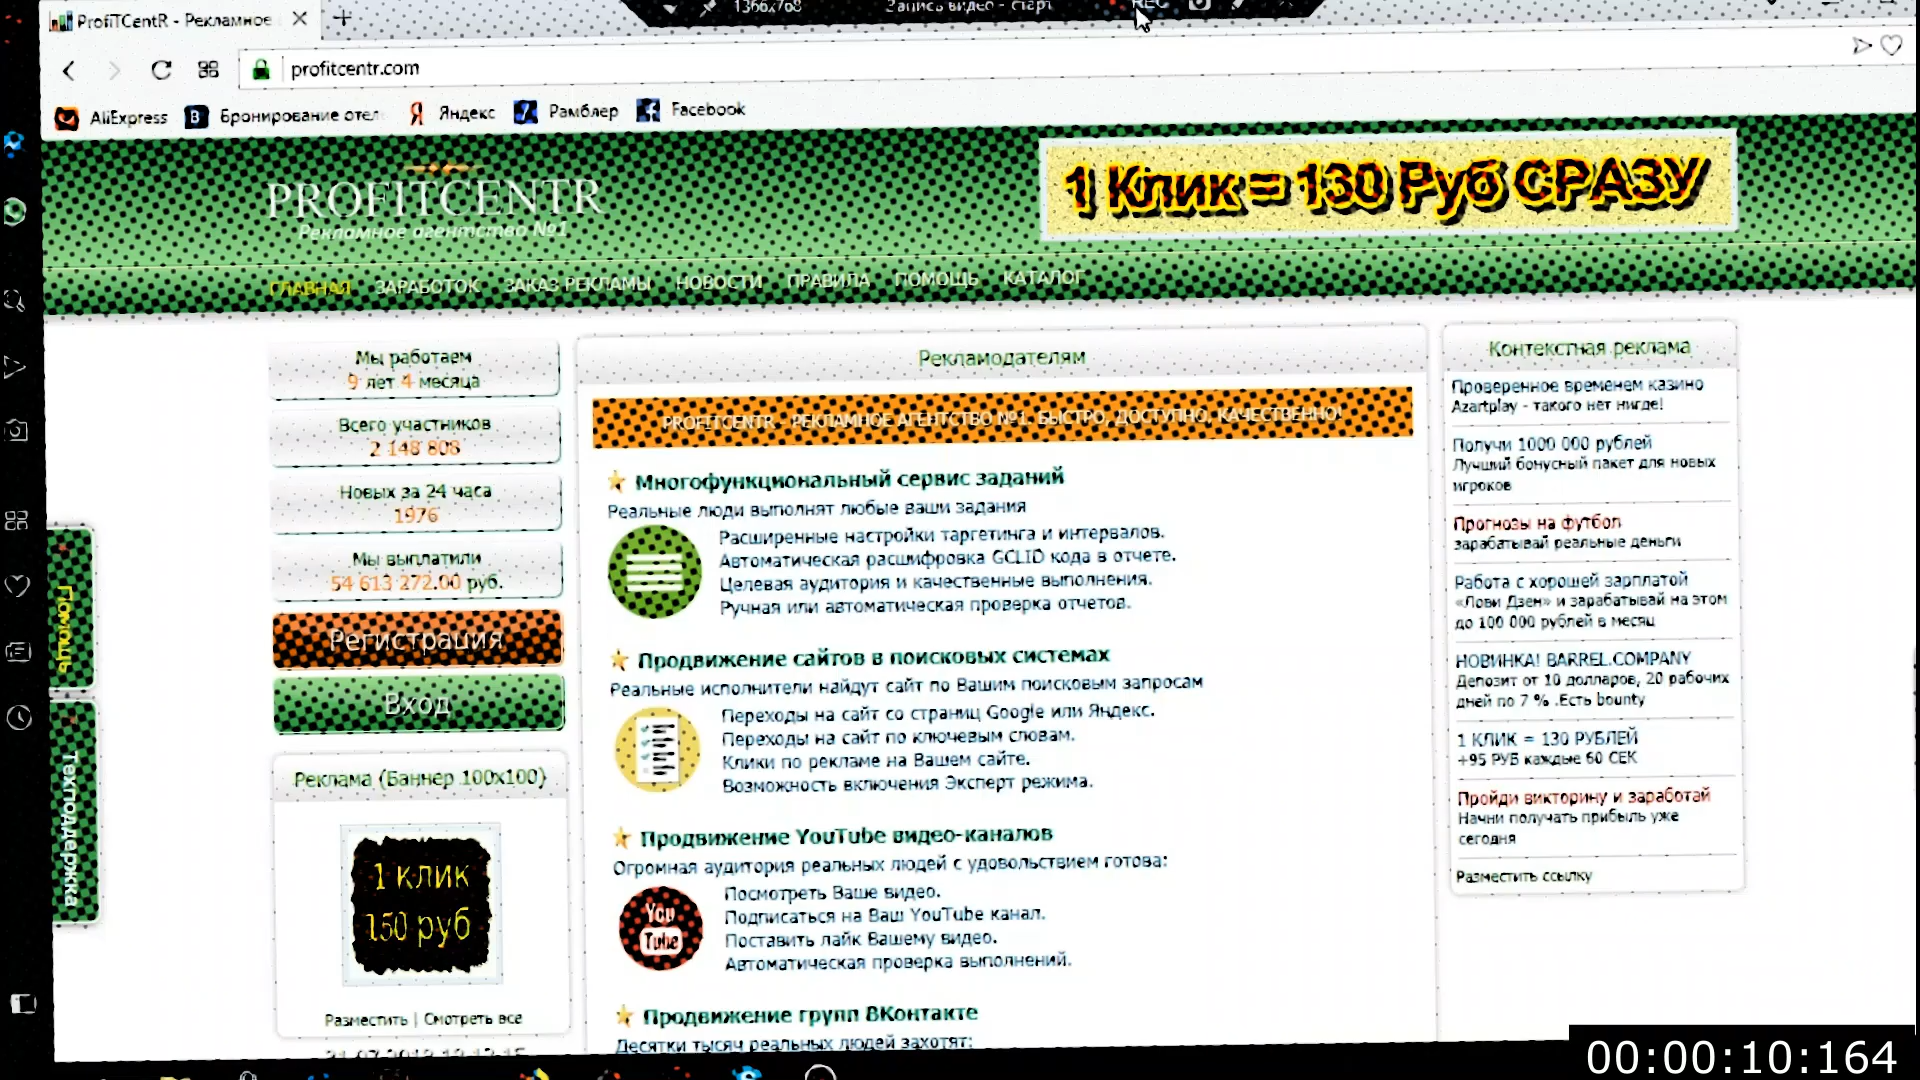 1366x768
Запись видео - старт
REC
ProfiTCentR - Рекламное
profitcentr.com
AliExpress
Бронирование отел
Яндекс
Рамблер
Facebook
PROFITCENTR
Рекламное агентство №1
1 Клик = 130 Руб СРАЗУ
ГЛАВНАЯ ЗАРАБОТОК ЗАКАЗ РЕКЛАМЫ НОВОСТИ ПРАВИЛА ПОМОЩЬ КАТАЛОГ
Помощь
Техподдержка
Мы работаем
9 лет 4 месяца
Всего участников
2 148 808
Новых за 24 часа
1976
Мы выплатили
54 613 272.00 руб.
Регистрация
Вход
Реклама (Баннер 100x100)
1 клик
150 руб
Разместить | Смотреть все
Рекламодателям
PROFITCENTR - РЕКЛАМНОЕ АГЕНТСТВО №1. БЫСТРО, ДОСТУПНО, КАЧЕСТВЕННО!
Многофункциональный сервис заданий
Реальные люди выполнят любые ваши задания
Расширенные настройки таргетинга и интервалов.
Автоматическая расшифровка GCLID кода в отчете.
Целевая аудитория и качественные выполнения.
Ручная или автоматическая проверка отчетов.
Продвижение сайтов в поисковых системах
Реальные исполнители найдут сайт по Вашим поисковым запросам
Переходы на сайт со страниц Google или Яндекс.
Переходы на сайт по ключевым словам.
Клики по рекламе на Вашем сайте.
Возможность включения Эксперт режима.
Продвижение YouTube видео-каналов
Огромная аудитория реальных людей с удовольствием готова:
You
Tube
Посмотреть Ваше видео.
Подписаться на Ваш YouTube канал.
Поставить лайк Вашему видео.
Автоматическая проверка выполнений.
Продвижение групп ВКонтакте
Десятки тысяч реальных людей захотят:
Контекстная реклама
Проверенное временем казино
Azartplay - такого нет нигде!
Получи 1000 000 рублей
Лучший бонусный пакет для новых
игроков
Прогнозы на футбол
зарабатывай реальные деньги
Работа с хорошей зарплатой
«Лови Дзен» и зарабатывай на этом
до 100 000 рублей в месяц
НОВИНКА! BARREL.COMPANY
Депозит от 10 долларов, 20 рабочих
дней по 7 % .Есть bounty
1 КЛИК = 130 РУБЛЕЙ
+95 РУБ каждые 60 СЕК
Пройди викторину и заработай
Начни получать прибыль уже
сегодня
Разместить ссылку
00:00:10:164